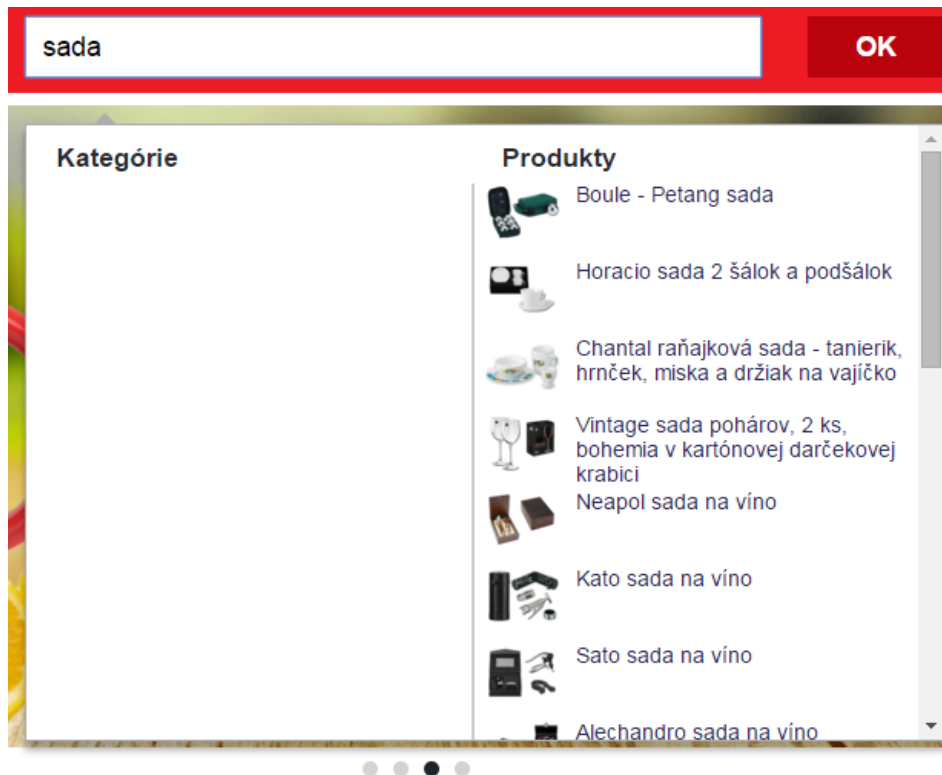 sada
OK
Kategórie
Produkty
Boule - Petang sada
Horacio sada 2 šálok a podšálok
Chantal raňajková sada - tanierik,
hrnček, miska a držiak na vajíčko
Vintage sada pohárov, 2 ks,
bohemia v kartónovej darčekovej
krabici
Neapol sada na víno
Kato sada na víno
Sato sada na víno
Alechandro sada na víno